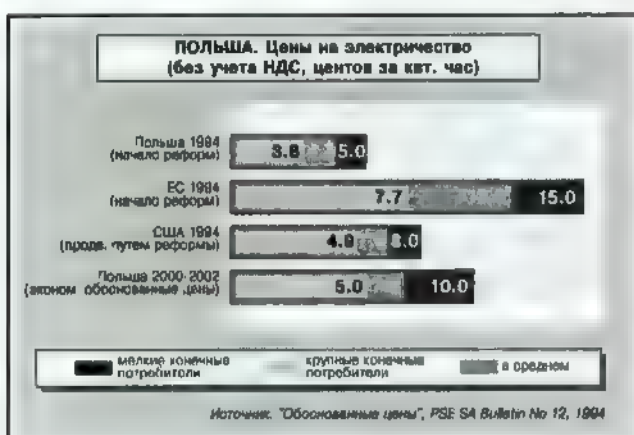 ПОЛЬША. Цены на электричество
(без учета НДС, центов за квт. час)
Польша 1994
(начало реформ)
3.8 5.0
ЕС 1994
(начало реформ)
7.7 15.0
США 1994
(продв. путем реформы)
4.9 8.0
Польша 2000-2002
(эконом. обоснованные цены)
5.0 10.0
мелкие конечные
потребители
крупные конечные
потребители
в среднем
Источник. "Обоснованные цены", PSE SA Bulletin No 12, 1994